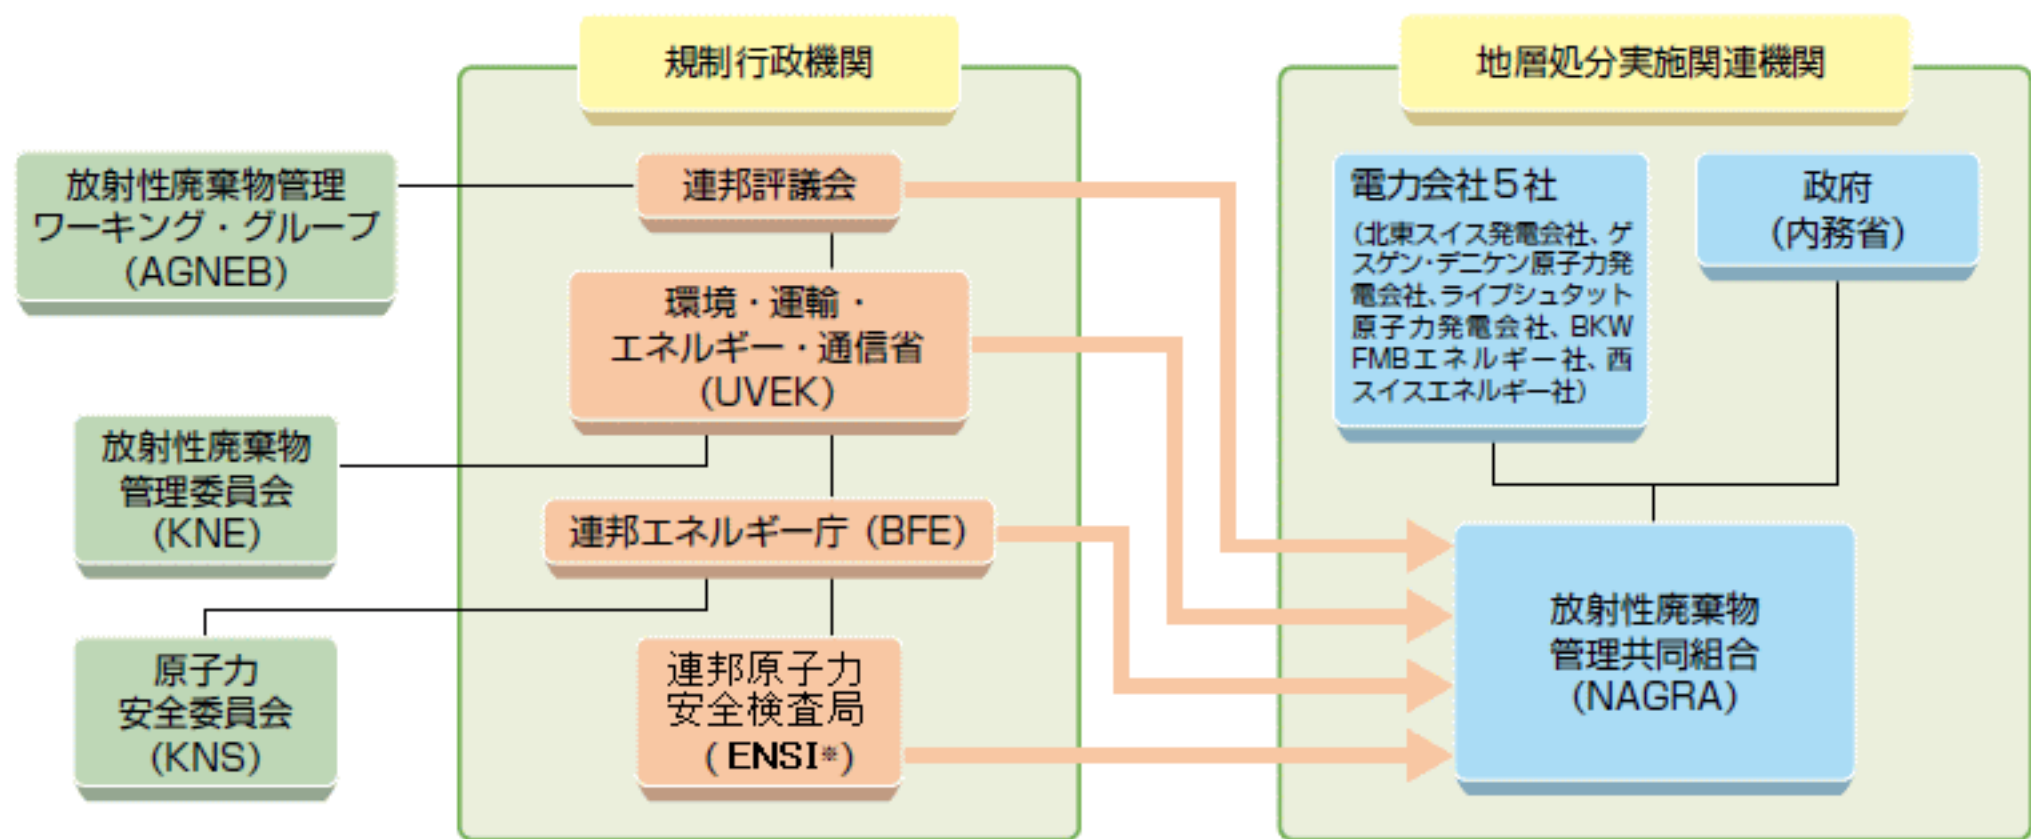 規制行政機関
地層処分実施関連機関
放射性廃棄物管理
ワーキング・グループ
(AGNEB)
連邦評議会
電力会社5社
(北東スイス発電会社、ゲ
スゲン・デニケン原子力発
電会社、ライプシュタット
原子力発電会社、BKW
FMBエネルギー社、西
スイスエネルギー社)
政府
(内務省)
環境・運輸・
エネルギー・通信省
(UVEK)
放射性廃棄物
管理委員会
(KNE)
連邦エネルギー庁 (BFE)
原子力
安全委員会
(KNS)
連邦原子力
安全検査局
(ENSI※)
放射性廃棄物
管理共同組合
(NAGRA)